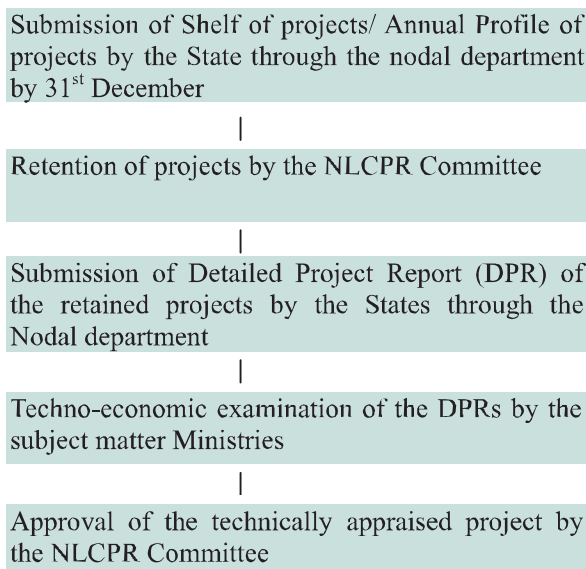 Submission of Shelf of projects/ Annual Profile of
projects by the State through the nodal department
by 31st December
Retention of projects by the NLCPR Committee
Submission of Detailed Project Report (DPR) of
the retained projects by the States through the
Nodal department
Techno-economic examination of the DPRs by the
subject matter Ministries
Approval of the technically appraised project by
the NLCPR Committee